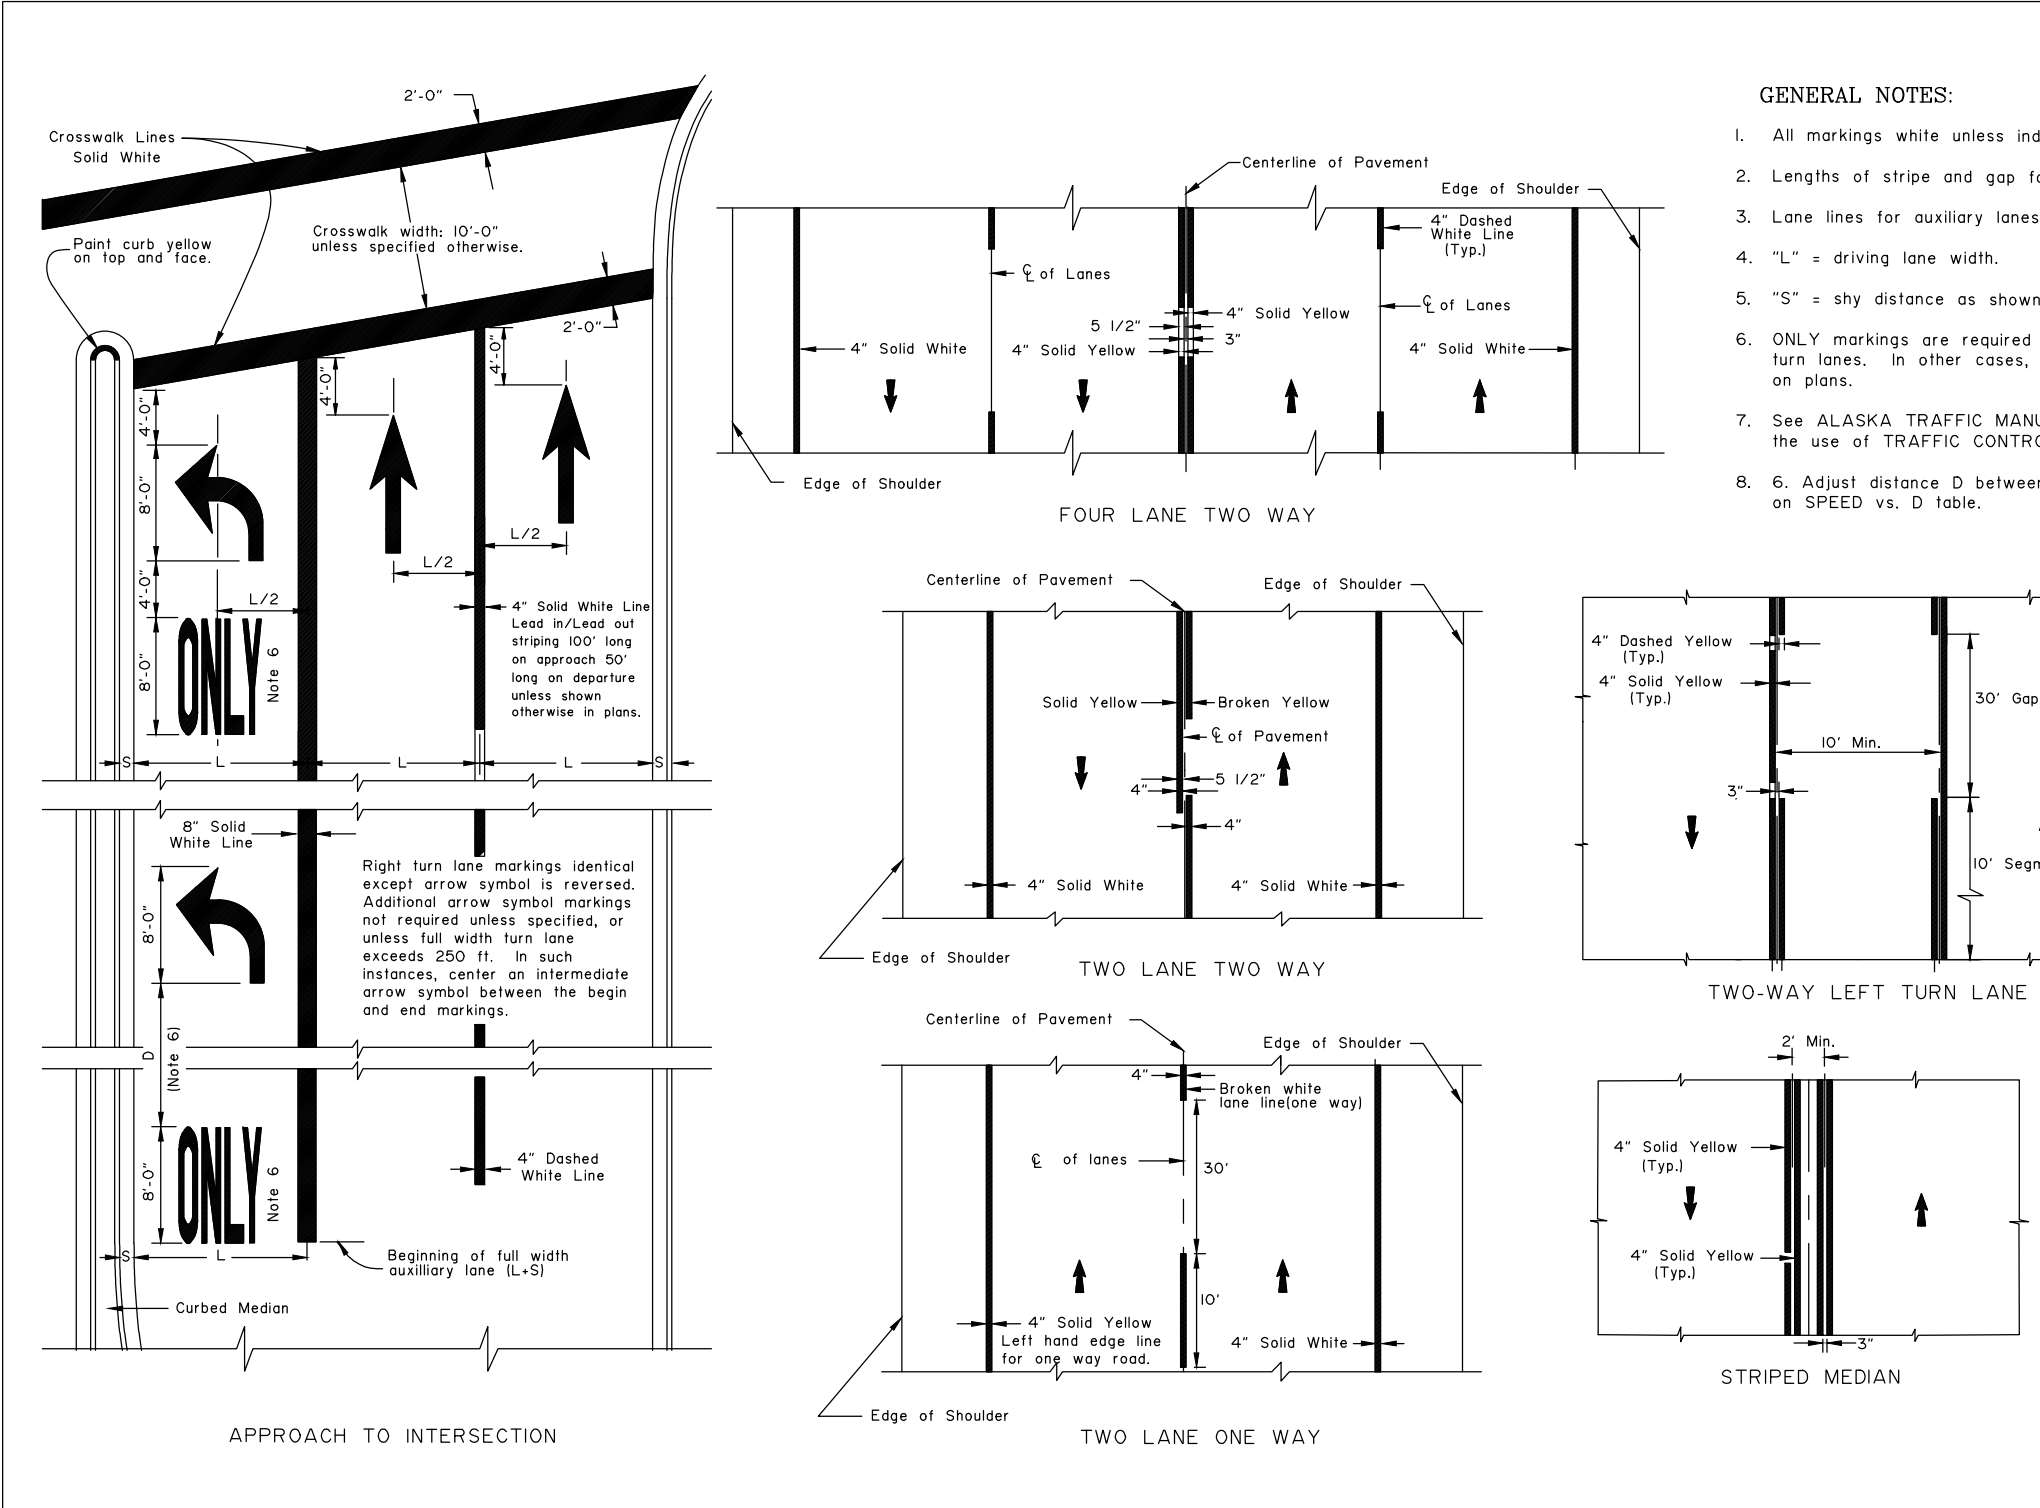 2'-0"
Crosswalk Lines
Solid White
Paint curb yellow
on top and face.
Crosswalk width: 10'-0"
unless specified otherwise.
2'-0"
4'-0"
4'-0"
4'-0"
8'-0"
4'-0"
8'-0"
L/2
L/2
L/2
ONLY
Note 6
4" Solid White Line
Lead in/Lead out
striping 100' long
on approach 50'
long on departure
unless shown
otherwise in plans.
S
L
L
L
S
8" Solid
White Line
8'-0"
Right turn lane markings identical
except arrow symbol is reversed.
Additional arrow symbol markings
not required unless specified, or
unless full width turn lane
exceeds 250 ft. In such
instances, center an intermediate
arrow symbol between the begin
and end markings.
D
(Note 6)
8'-0"
ONLY
Note 6
4" Dashed
White Line
S
L
Beginning of full width
auxilliary lane (L+S)
Curbed Median
APPROACH TO INTERSECTION
Centerline of Pavement
Edge of Shoulder
4" Dashed
White Line
(Typ.)
℄ of Lanes
℄ of Lanes
4" Solid Yellow
5 1/2"
3"
4" Solid White
4" Solid Yellow
4" Solid White
Edge of Shoulder
FOUR LANE TWO WAY
Centerline of Pavement
Edge of Shoulder
Solid Yellow
Broken Yellow
℄ of Pavement
5 1/2"
4"
4"
4" Solid White
4" Solid White
Edge of Shoulder
TWO LANE TWO WAY
Centerline of Pavement
Edge of Shoulder
4"
Broken white
lane line(one way)
℄ of lanes
30'
10'
4" Solid Yellow
Left hand edge line
for one way road.
4" Solid White
Edge of Shoulder
TWO LANE ONE WAY
GENERAL NOTES:
1. All markings white unless ind
2. Lengths of stripe and gap fo
3. Lane lines for auxiliary lanes
4. "L" = driving lane width.
5. "S" = shy distance as shown
6. ONLY markings are required
turn lanes. In other cases,
on plans.
7. See ALASKA TRAFFIC MANU
the use of TRAFFIC CONTRO
8. 6. Adjust distance D between
on SPEED vs. D table.
4" Dashed Yellow
(Typ.)
4" Solid Yellow
(Typ.)
30' Gap
10' Min.
3"
10' Segm
TWO-WAY LEFT TURN LANE
2' Min.
4" Solid Yellow
(Typ.)
4" Solid Yellow
(Typ.)
3"
STRIPED MEDIAN